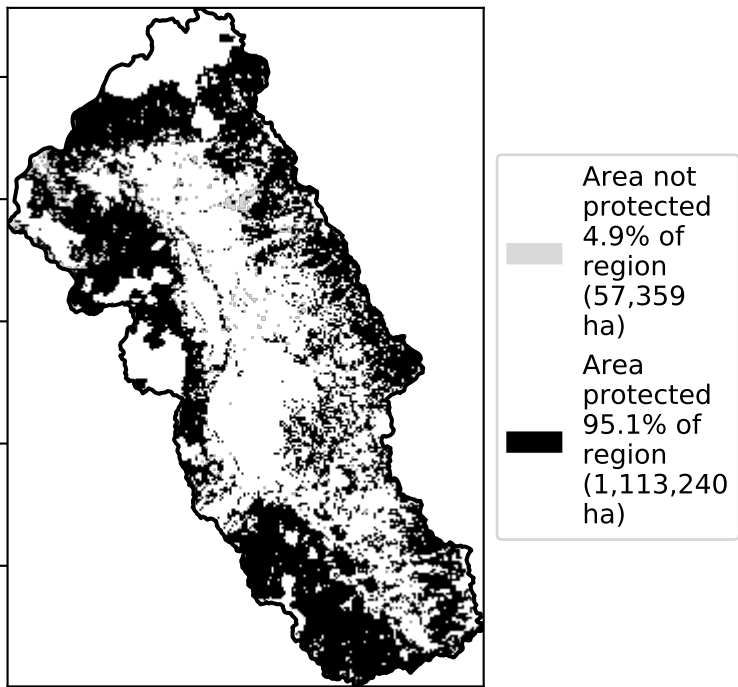 Area not
protected
4.9% of
region
(57,359
ha)
Area
protected
95.1% of
region
(1,113,240
ha)